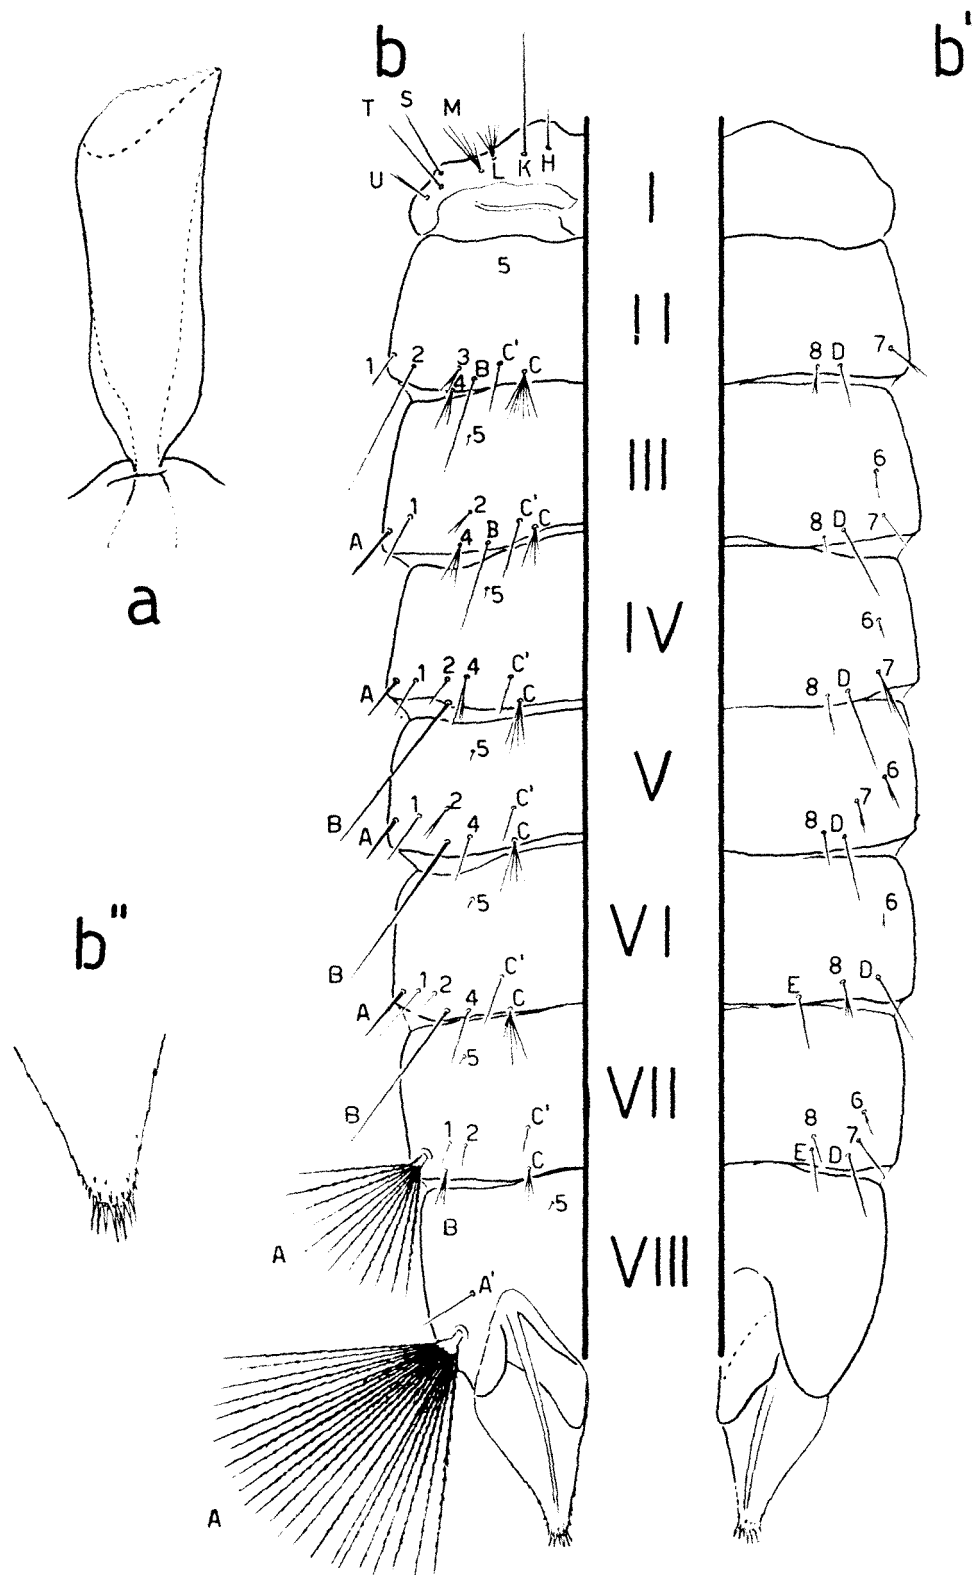 b b'
T S M
U L K H
I
5
II
1 2 3 4 B C' C 8 D 7
5
III
6
A 1 2 4 B C' C 8 D 7
5
IV
6
A 1 2 4 C' C 8 D 7
5
V
6
B A 1 2 4 C' C 8 D 7
a
5
VI
6
b"
B A 1 2 4 C' C E 8 D
5
VII
6
B 1 2 C' C E 8 D 7
A B 5
VIII
A'
A